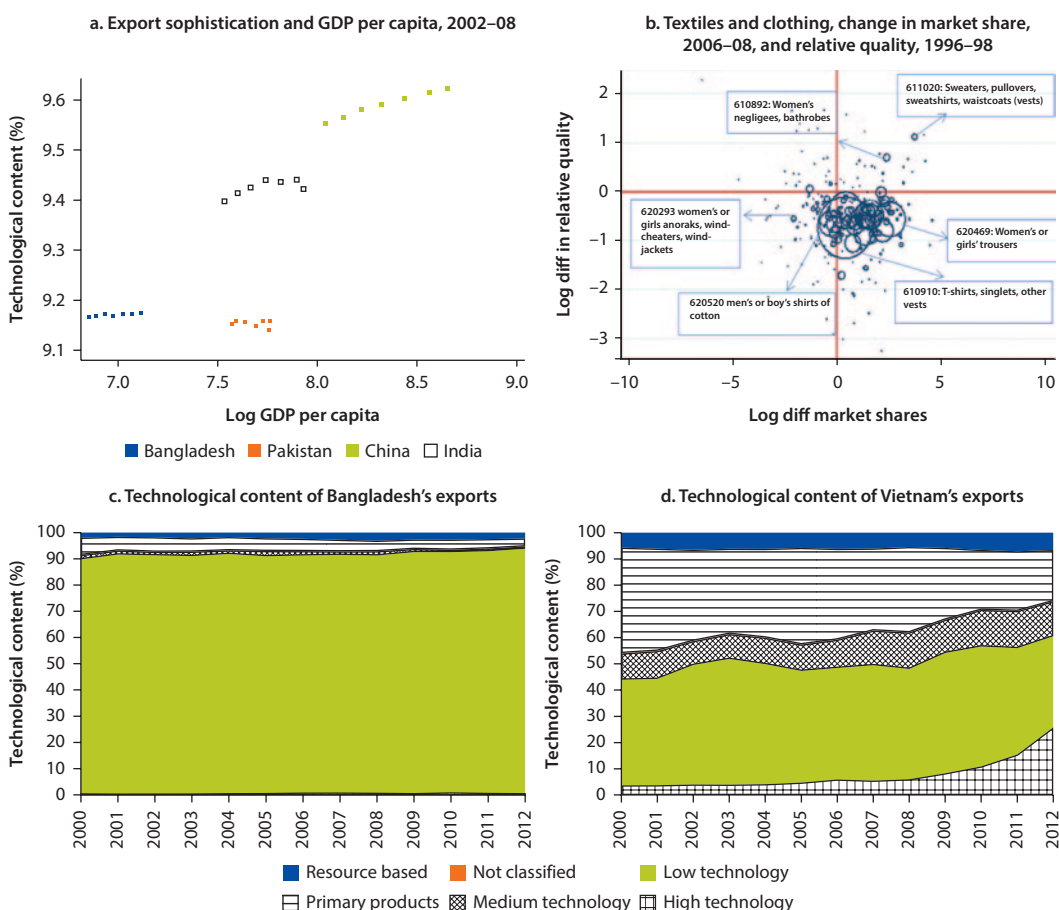 a. Export sophistication and GDP per capita, 2002–08
Technological content (%)
9.6
9.5
9.4
9.3
9.2
9.1
7.0 7.5 8.0 8.5 9.0
Log GDP per capita
Bangladesh Pakistan China India
b. Textiles and clothing, change in market share,
2006–08, and relative quality, 1996–98
Log diff in relative quality
2
1
0
−1
−2
−3
610892: Women's
negligees, bathrobes
611020: Sweaters, pullovers,
sweatshirts, waistcoats (vests)
620293 women's or
girls anoraks, wind-
cheaters, wind-
jackets
620469: Women's or
girls' trousers
620520 men's or boy's shirts of
cotton
610910: T-shirts, singlets, other
vests
−10 −5 0 5 10
Log diff market shares
c. Technological content of Bangladesh's exports
Technological content (%)
100
90
80
70
60
50
40
30
20
10
0
2000 2001 2002 2003 2004 2005 2006 2007 2008 2009 2010 2011 2012
d. Technological content of Vietnam's exports
Technological content (%)
100
90
80
70
60
50
40
30
20
10
0
2000 2001 2002 2003 2004 2005 2006 2007 2008 2009 2010 2011 2012
Resource based Not classified Low technology
Primary products Medium technology High technology